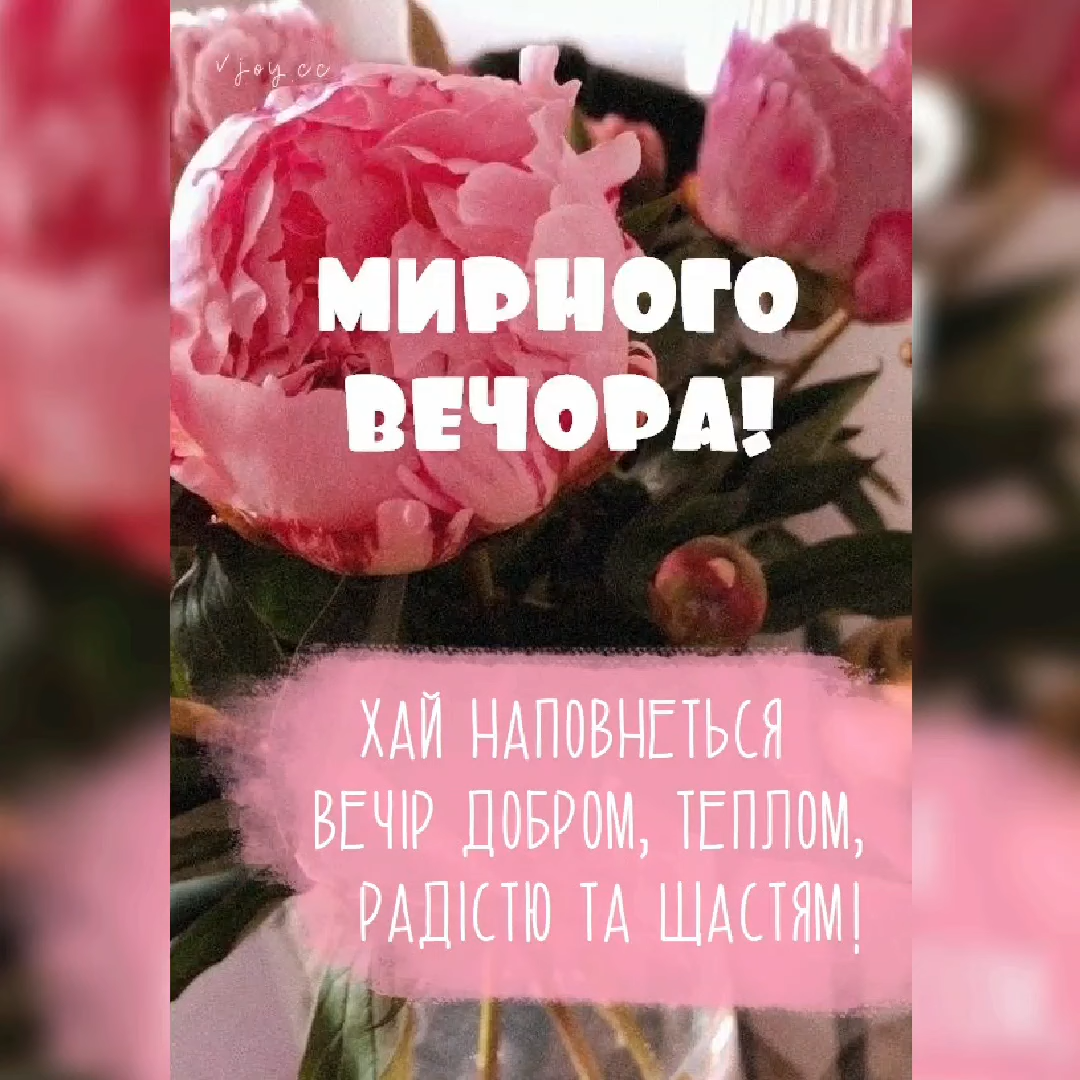 vjoy.cc
МИРНОГО
ВЕЧОРА!
ХАЙ НАПОВНЕТЬСЯ
ВЕЧІР ДОБРОМ, ТЕПЛОМ,
РАДІСТЮ ТА ЩАСТЯМ!